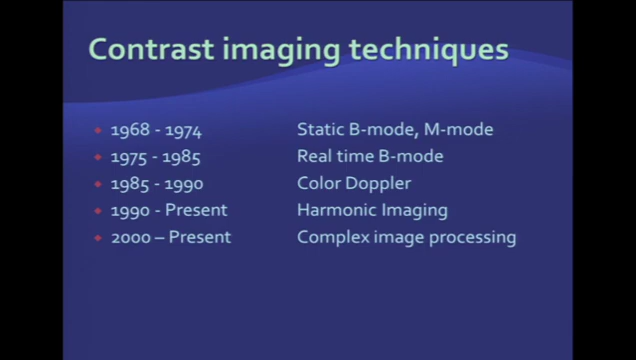 Contrast imaging techniques
1968 - 1974 Static B-mode, M-mode
1975 - 1985 Real time B-mode
1985 - 1990 Color Doppler
1990 - Present Harmonic Imaging
2000 – Present Complex image processing